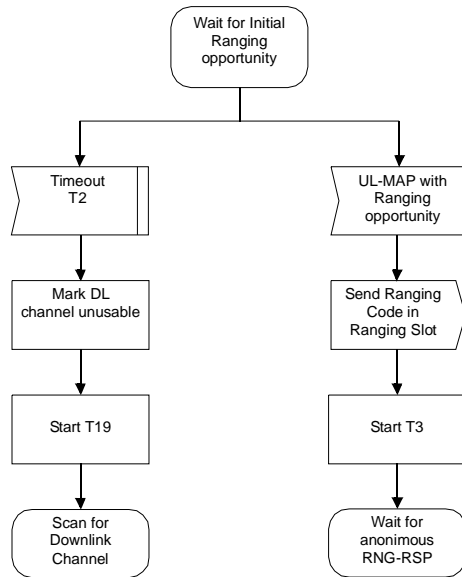 Wait for Initial
Ranging
opportunity
Timeout
T2
UL-MAP with
Ranging
opportunity
Mark DL
channel unusable
Send Ranging
Code in
Ranging Slot
Start T19
Start T3
Scan for
Downlink
Channel
Wait for
anonimous
RNG-RSP